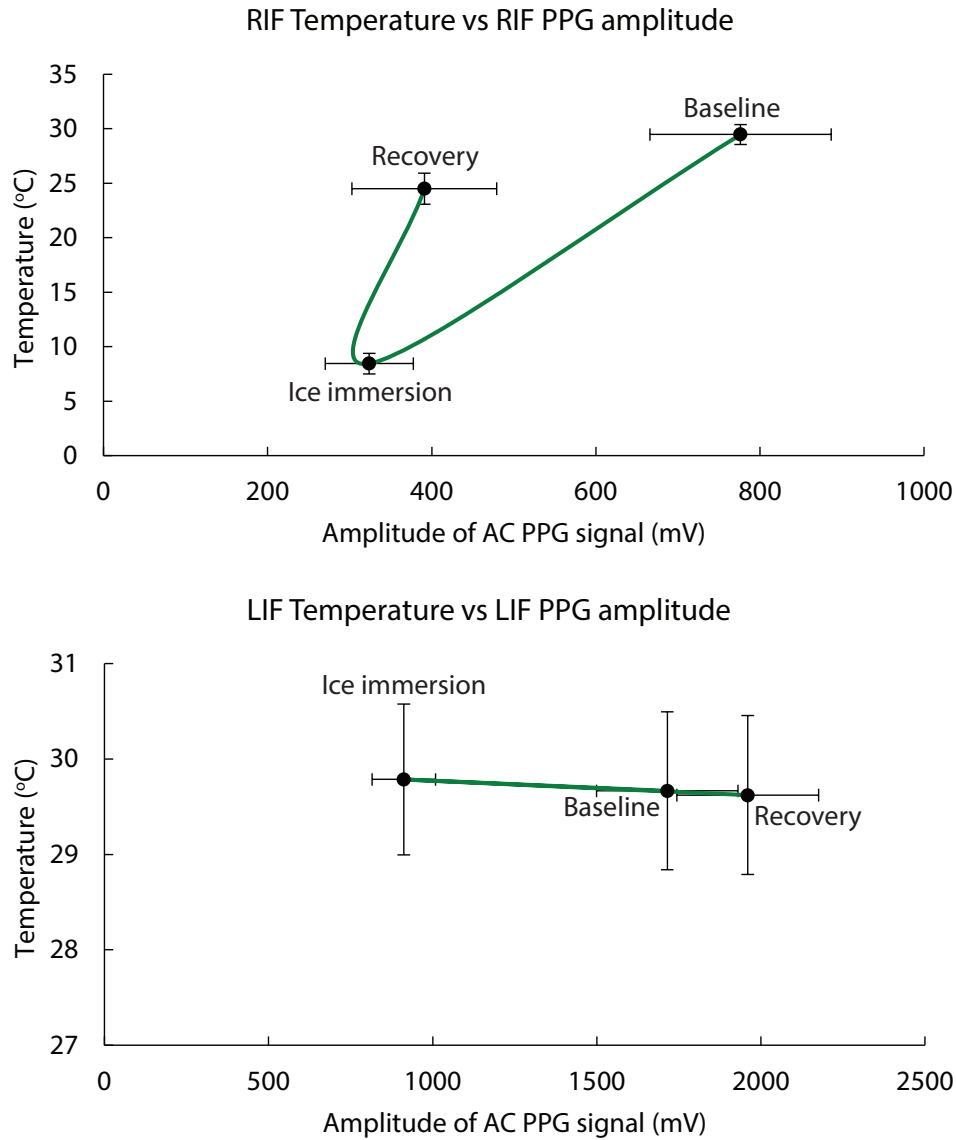 RIF Temperature vs RIF PPG amplitude
35
30
25
20
15
10
5
0
Temperature (ºC)
Baseline
Recovery
Ice immersion
0 200 400 600 800 1000
Amplitude of AC PPG signal (mV)
LIF Temperature vs LIF PPG amplitude
31
30
29
28
27
Temperature (ºC)
Ice immersion
Baseline
Recovery
0 500 1000 1500 2000 2500
Amplitude of AC PPG signal (mV)